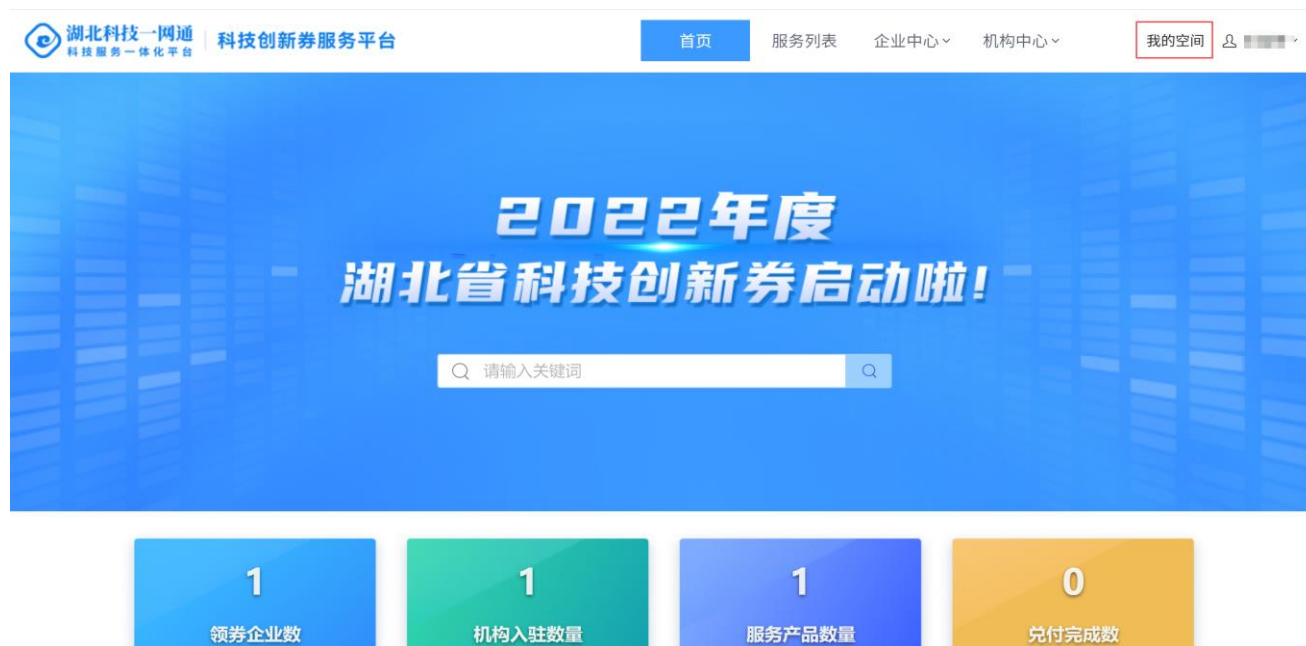 湖北科技一网通
科技服务一体化平台
科技创新券服务平台
首页
服务列表
企业中心
机构中心
我的空间
2022年度
湖北省科技创新券启动啦!
请输入关键词
1
领券企业数
1
机构入驻数量
1
服务产品数量
0
兑付完成数